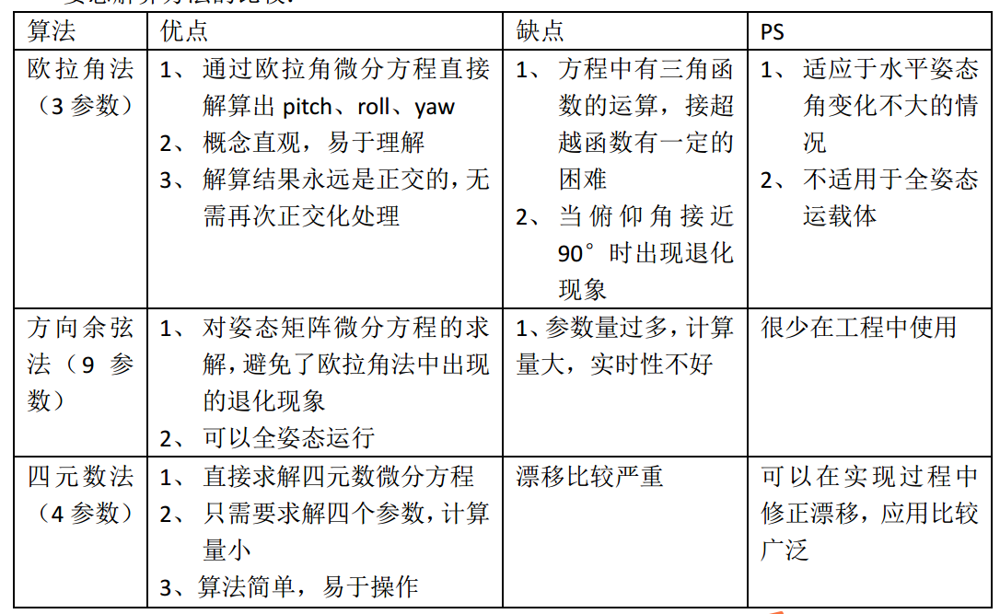 算法 优点 缺点 PS
欧拉角法
（3 参数）
1、 通过欧拉角微分方程直接
解算出 pitch、roll、yaw
2、 概念直观，易于理解
3、 解算结果永远是正交的，无
需再次正交化处理
1、 方程中有三角函
数的运算，接超
越函数有一定的
困难
2、 当俯仰角接近
90°时出现退化
现象
1、 适应于水平姿态
角变化不大的情
况
2、 不适用于全姿态
运载体
方向余弦
法（9 参
数）
1、 对姿态矩阵微分方程的求
解，避免了欧拉角法中出现
的退化现象
2、 可以全姿态运行
1、参数量过多，计算
量大，实时性不好
很少在工程中使用
四元数法
（4 参数）
1、 直接求解四元数微分方程
2、 只需要求解四个参数，计算
量小
3、算法简单，易于操作
漂移比较严重
可以在实现过程中
修正漂移，应用比较
广泛